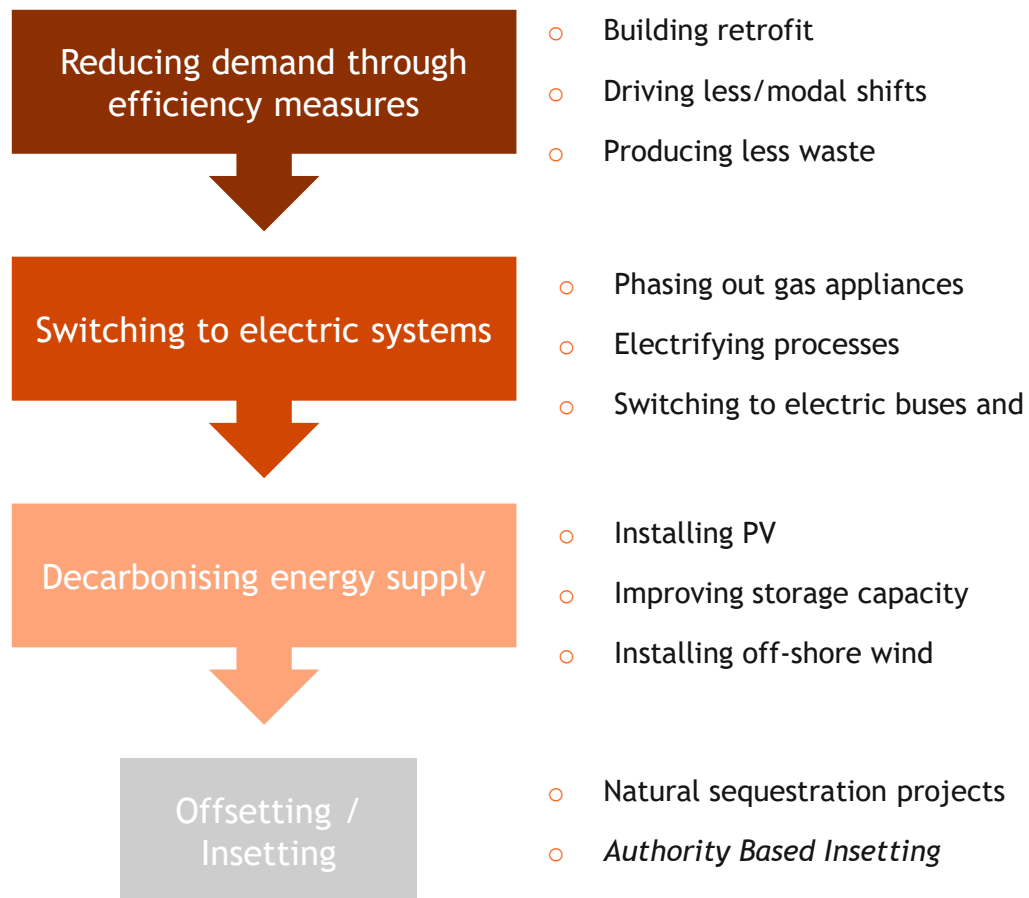 Reducing demand through
efficiency measures
o Building retrofit
o Driving less/modal shifts
o Producing less waste
Switching to electric systems
o Phasing out gas appliances
o Electrifying processes
o Switching to electric buses and
Decarbonising energy supply
o Installing PV
o Improving storage capacity
o Installing off-shore wind
Offsetting /
Insetting
o Natural sequestration projects
o Authority Based Insetting